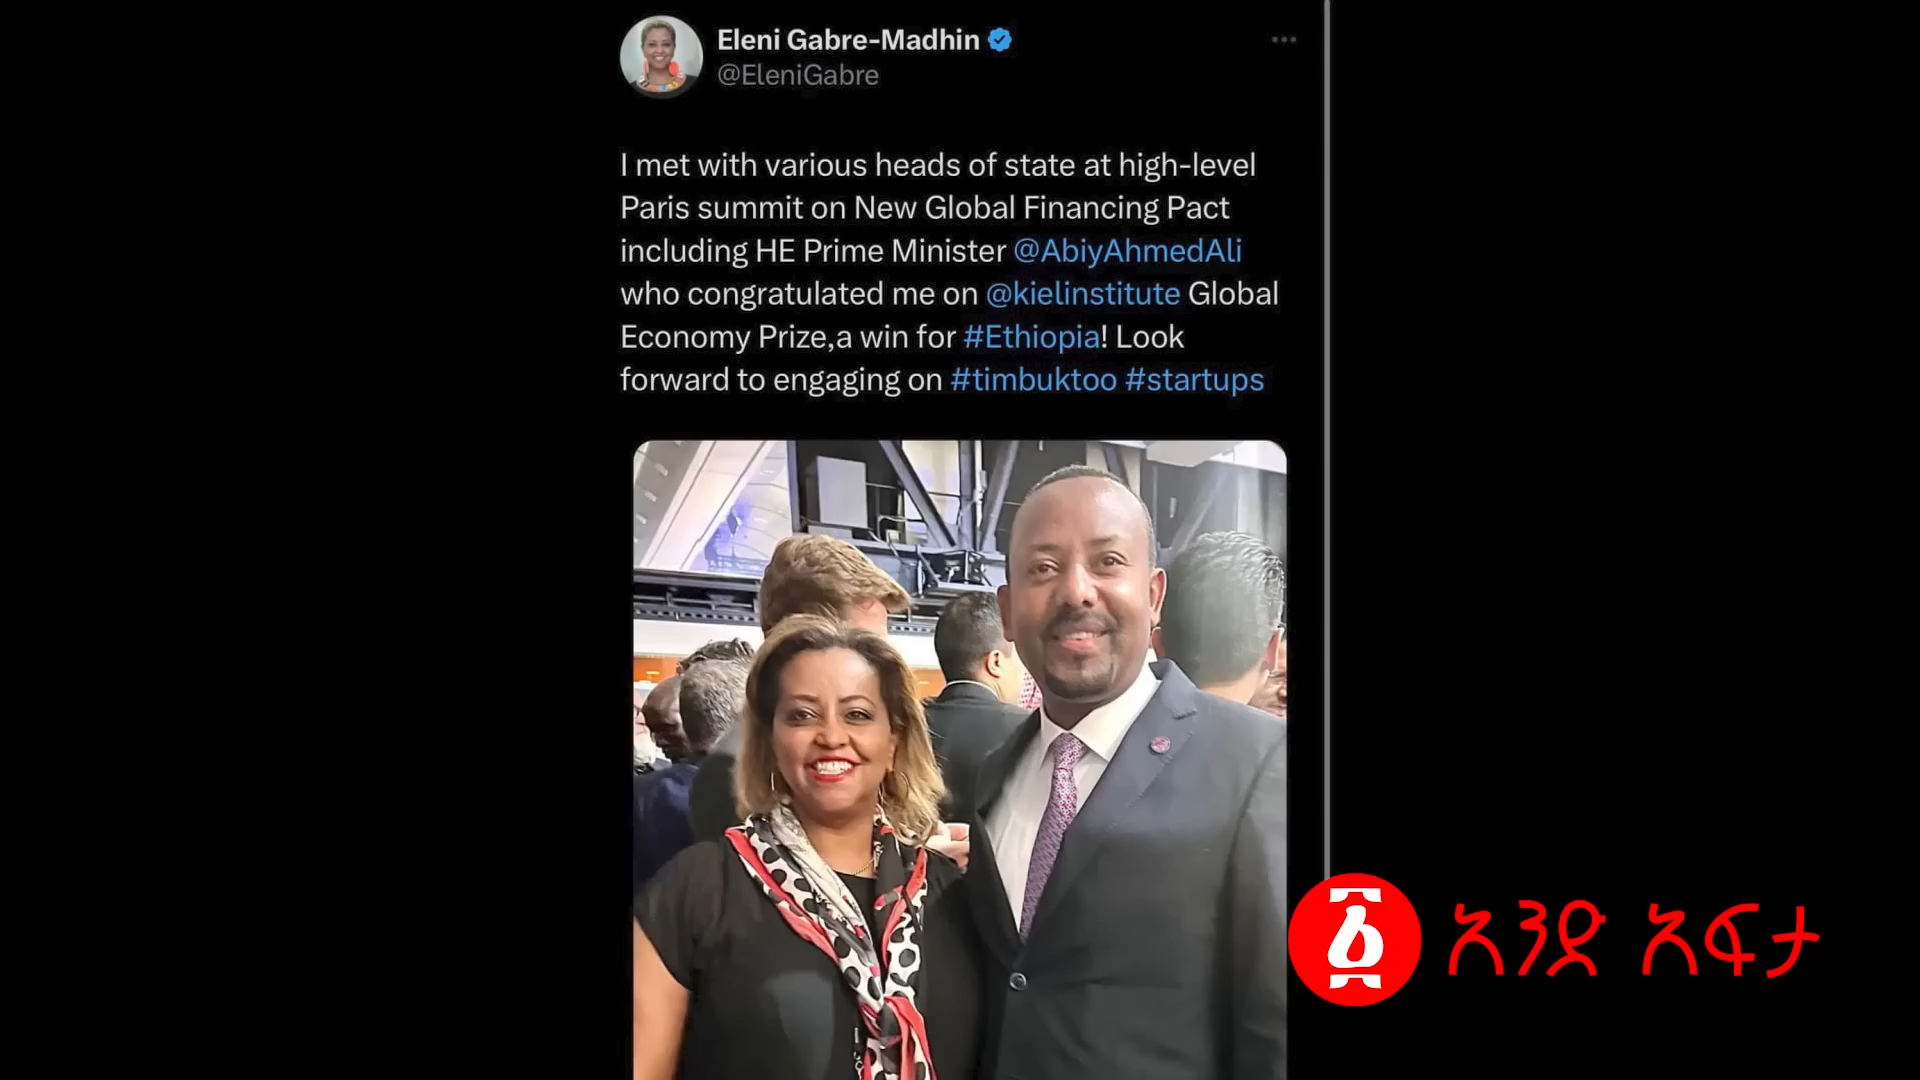 Eleni Gabre-Madhin
@EleniGabre
I met with various heads of state at high-level
Paris summit on New Global Financing Pact
including HE Prime Minister @AbiyAhmedAli
who congratulated me on @kielinstitute Global
Economy Prize,a win for #Ethiopia! Look
forward to engaging on #timbuktoo #startups
፩ አንድ አፍታ